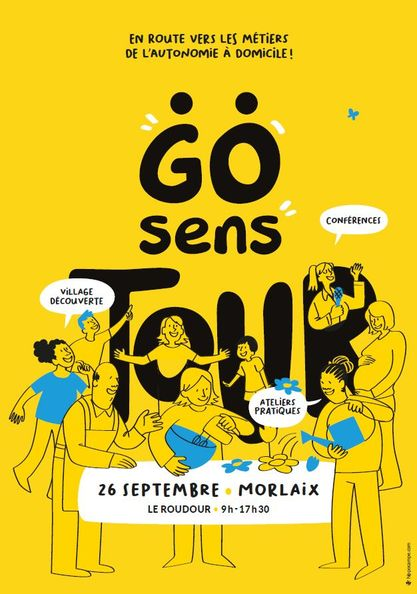 EN ROUTE VERS LES MÉTIERS
DE L'AUTONOMIE À DOMICILE !
GO
sens
TOUR
CONFÉRENCES
VILLAGE
DÉCOUVERTE
ATELIERS
PRATIQUES
26 SEPTEMBRE • MORLAIX
LE ROUDOUR • 9h-17h30